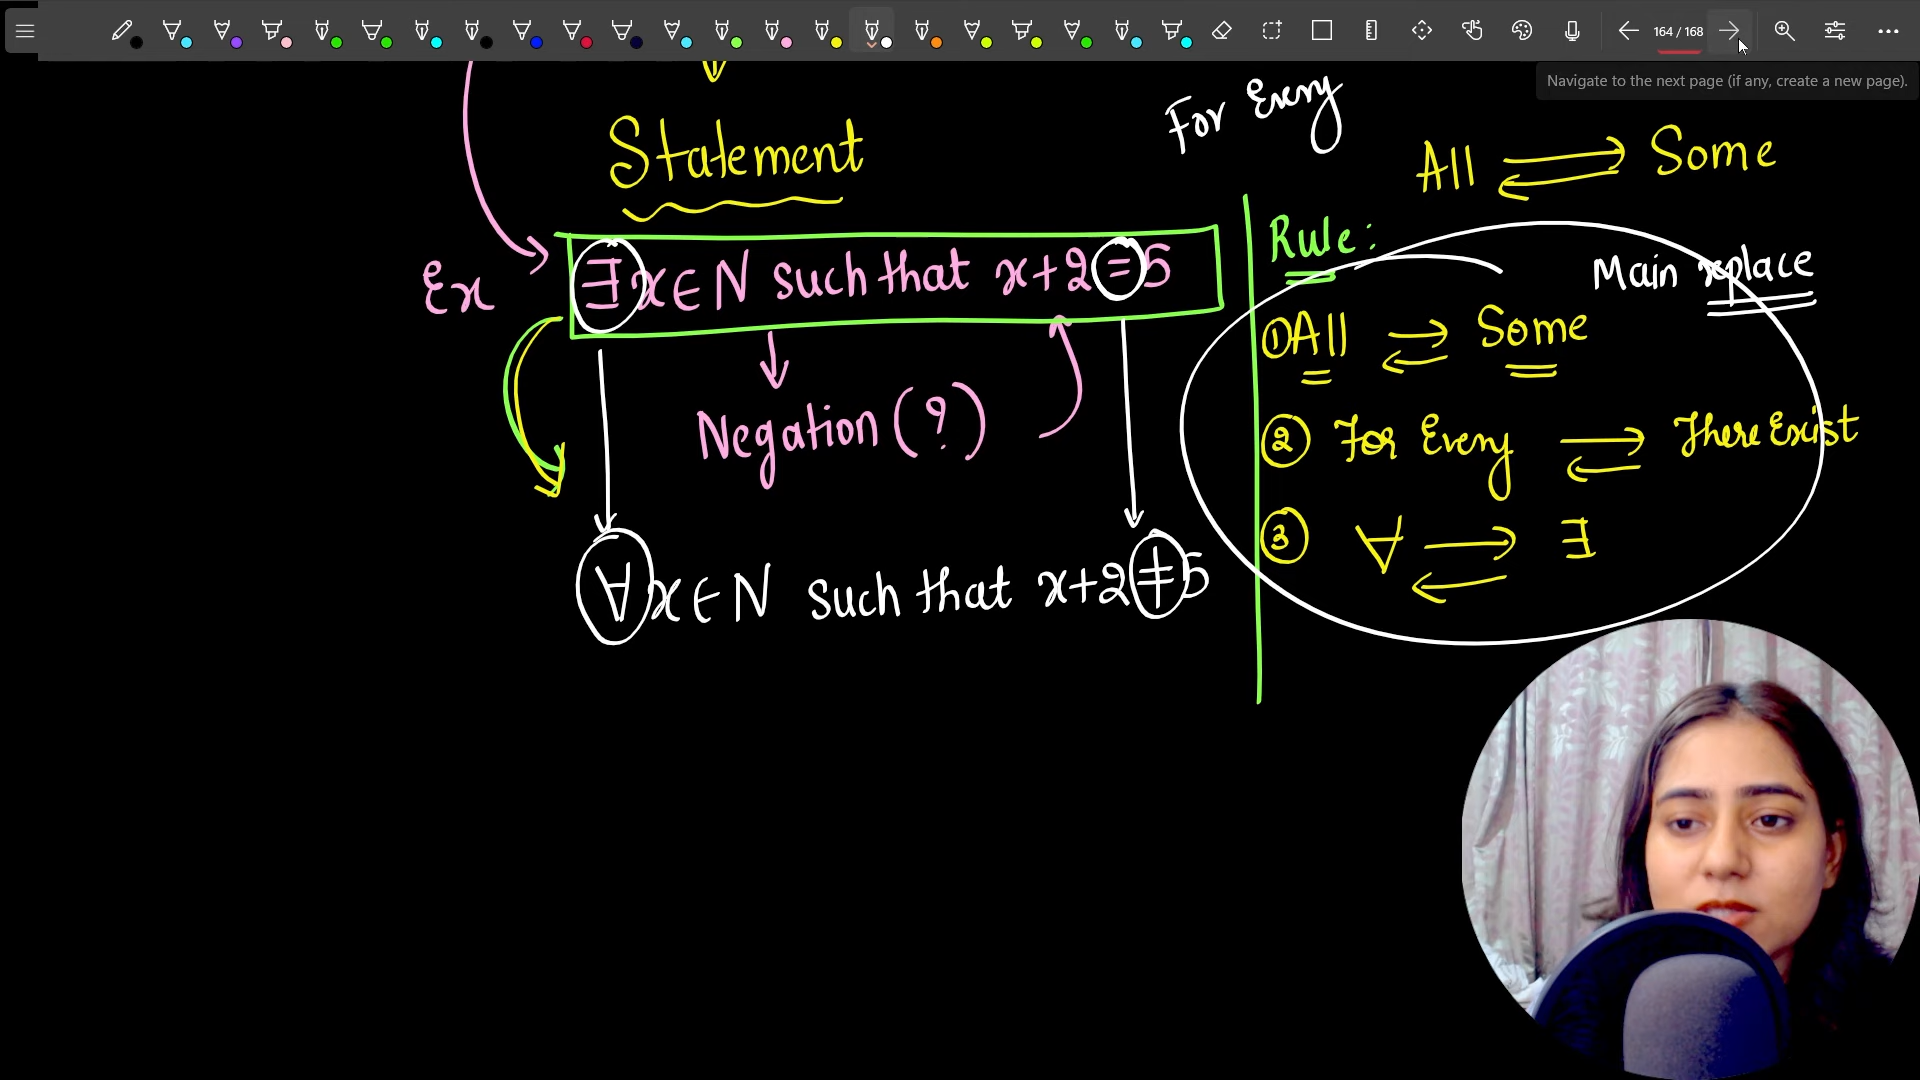 164 / 168
Navigate to the next page (if any, create a new page).
For Every
Statement
All ⇄ Some
Rule:
Ex ∃ x ∈ N such that x+2=5
Main replace
① All ⇄ Some
Negation (?)
② For Every ⇄ There Exist
③ ∀ ⇄ ∃
∀ x ∈ N such that x+2≠5